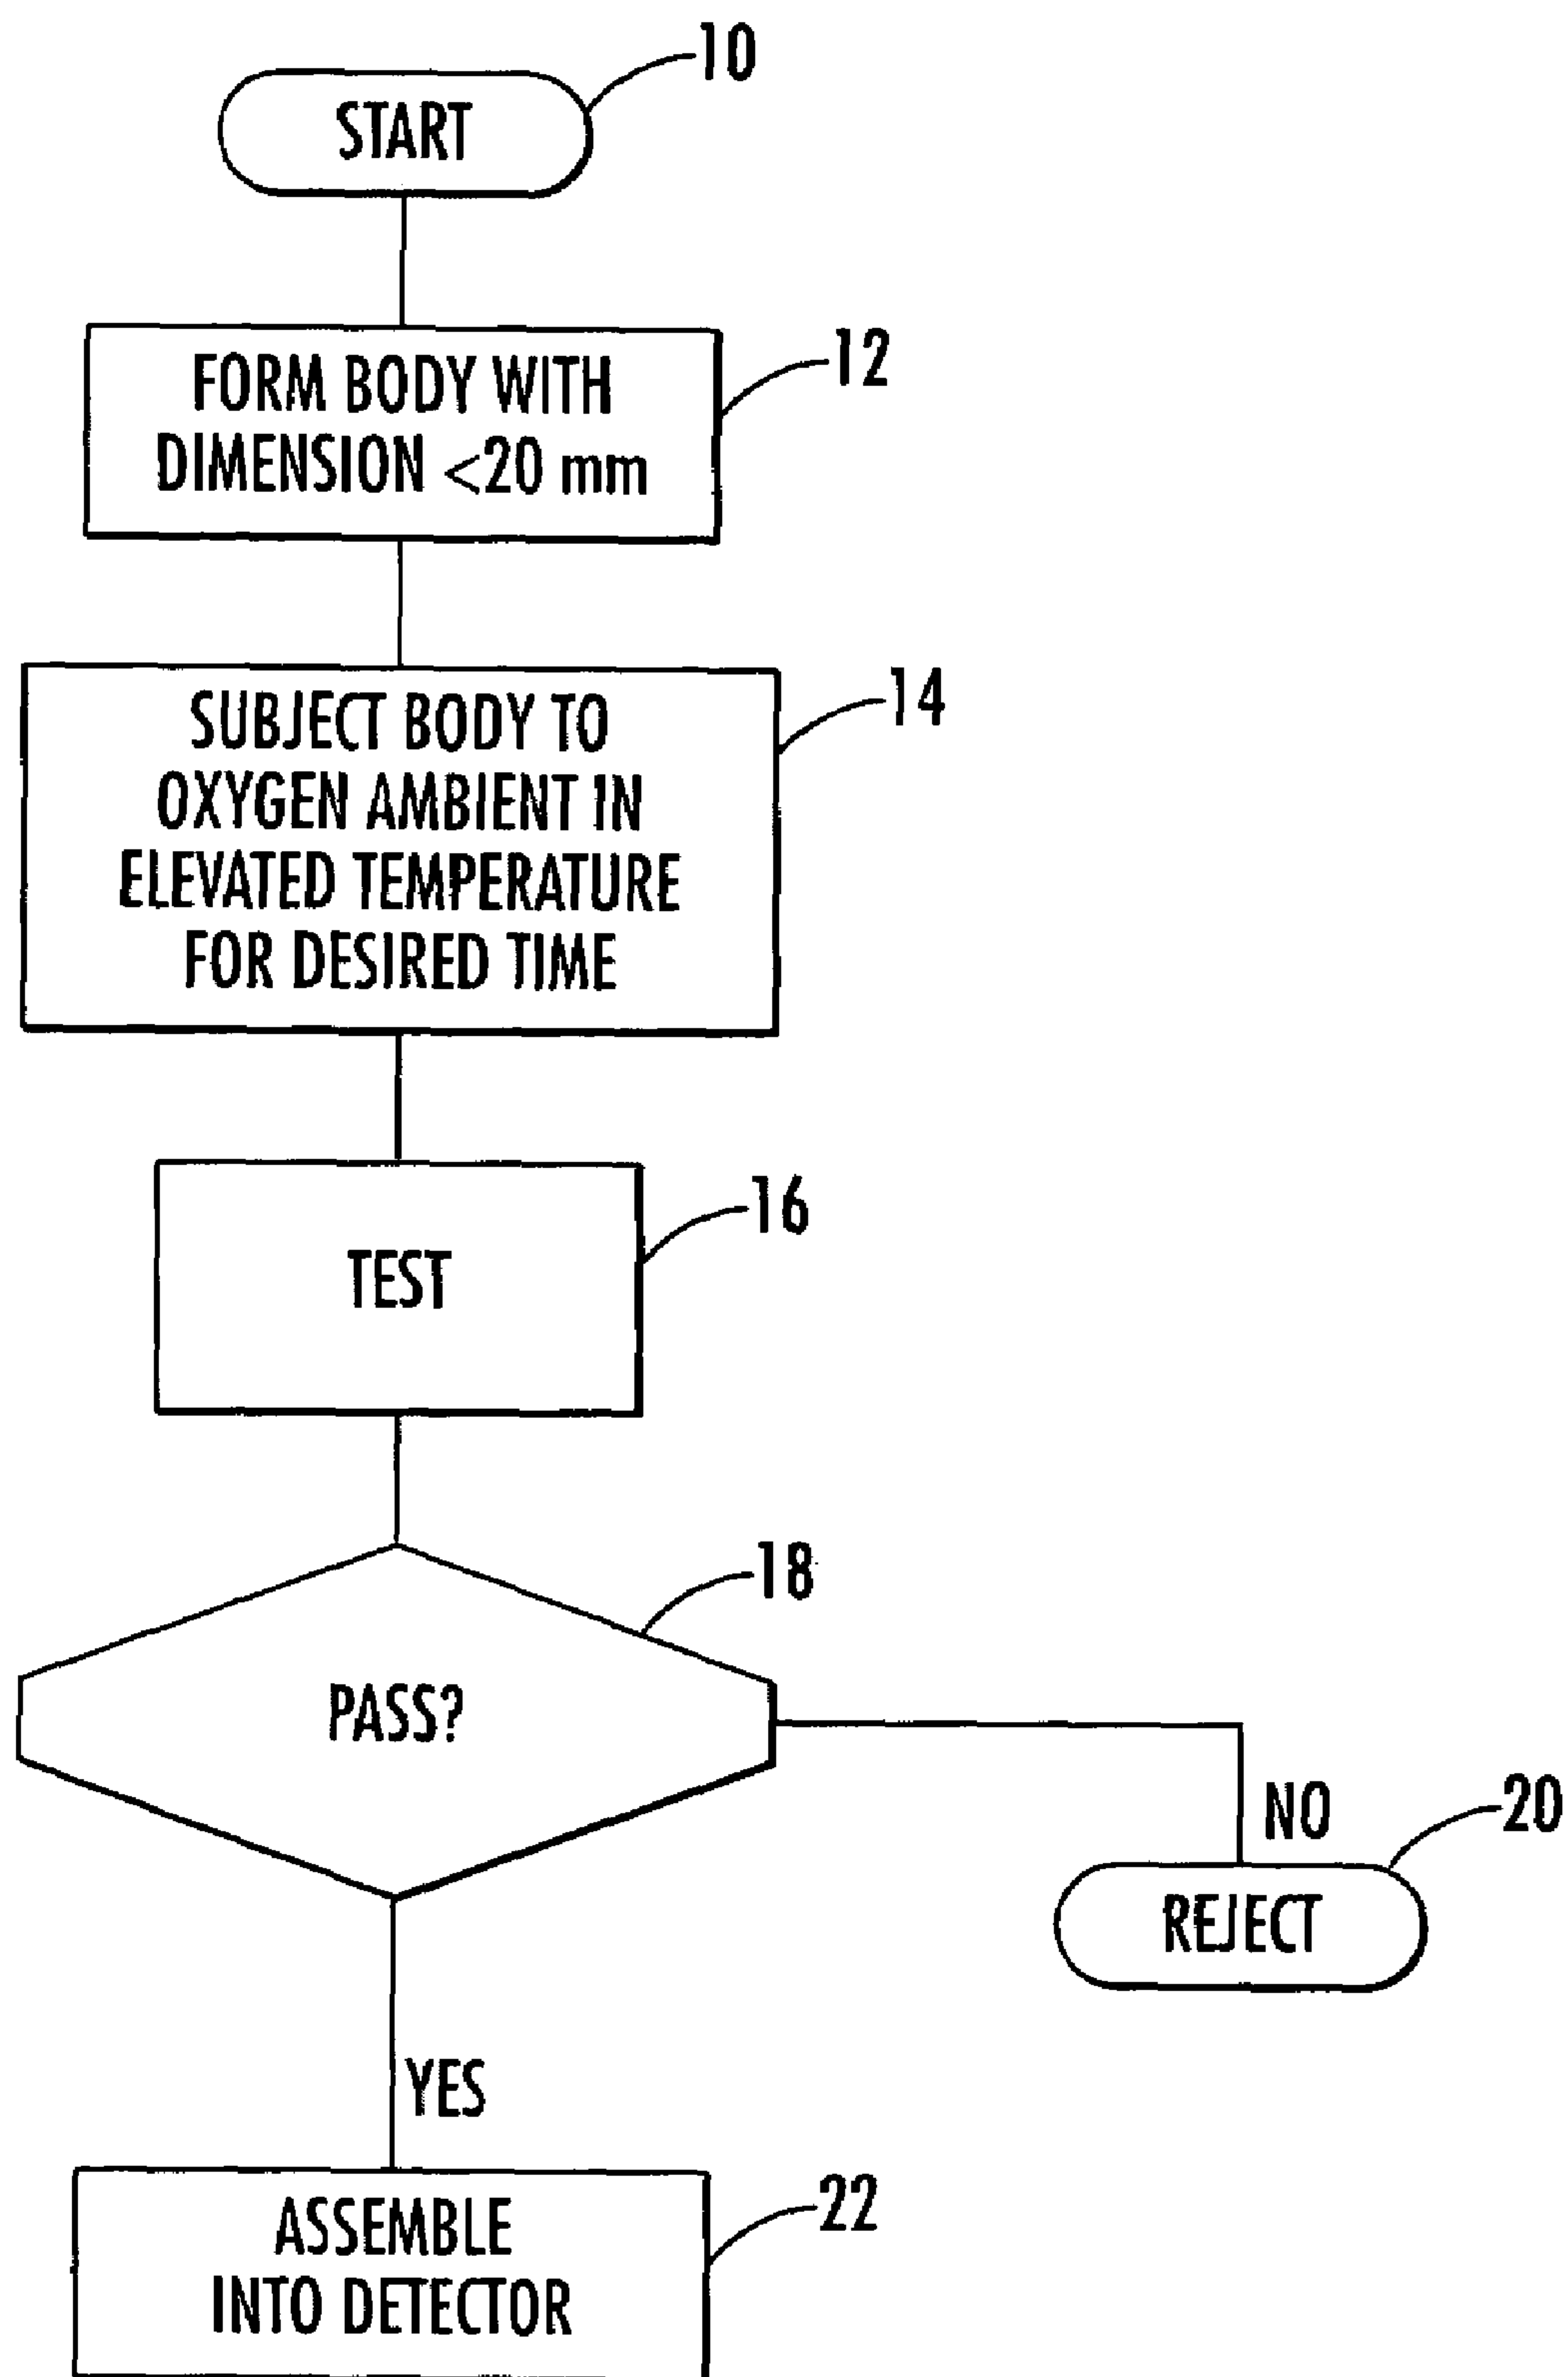 10
START
12
FORM BODY WITH
DIMENSION <20 mm
14
SUBJECT BODY TO
OXYGEN AMBIENT IN
ELEVATED TEMPERATURE
FOR DESIRED TIME
16
TEST
18
PASS?
NO
20
REJECT
YES
22
ASSEMBLE
INTO DETECTOR